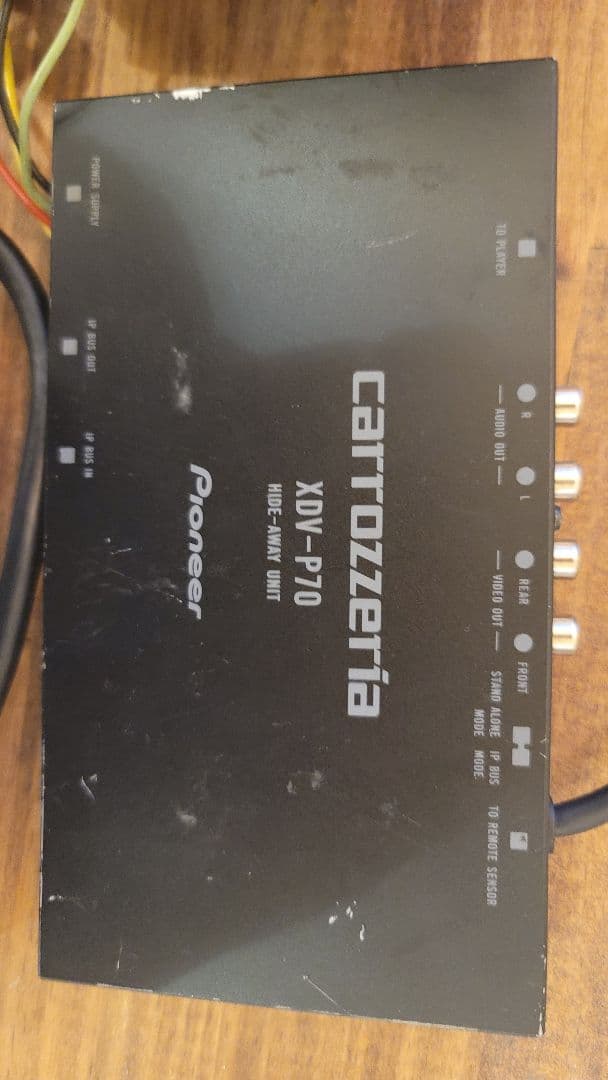 TO PLAYER
R
L
— AUDIO OUT —
REAR
FRONT
— VIDEO OUT —
STAND ALONE MODE
IP BUS MODE
TO REMOTE SENSOR
carrozzeria
XDV-P70
HIDE-AWAY UNIT
Pioneer
POWER SUPPLY
IP BUS OUT
IP BUS IN